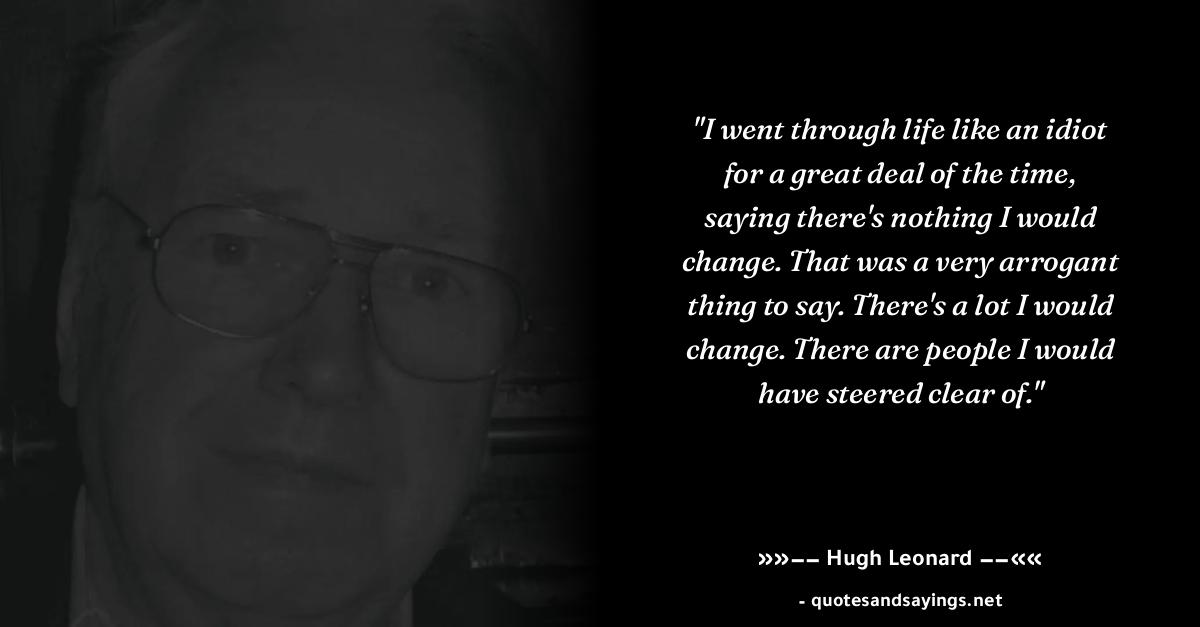 "I went through life like an idiot
for a great deal of the time,
saying there's nothing I would
change. That was a very arrogant
thing to say. There's a lot I would
change. There are people I would
have steered clear of."
»»−− Hugh Leonard −−««
- quotesandsayings.net